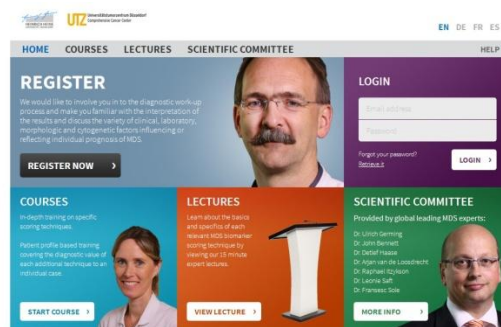 UTZ Universitätstumorzentrum Düsseldorf
Comprehensive Cancer Center
EN DE FR ES
HOME COURSES LECTURES SCIENTIFIC COMMITTEE HELP
REGISTER
We would like to involve you in the diagnostic work-up
process and make you familiar with the interpretation of
the results and discuss the variety of clinical, laboratory,
morphologic and cytogenetic factors influencing or
reflecting individual prognosis of MDS.
REGISTER NOW
LOGIN
Email address
Password
Forgot your password?
Retrieve it
LOGIN
COURSES
In-depth training on specific
scoring techniques.
Patient profile based training
covering the diagnostic value of
each additional technique to an
individual case.
START COURSE
LECTURES
Learn about the basics
and specifics of each
relevant MDS biomarker
scoring technique by
viewing our 15 minute
expert lectures.
VIEW LECTURE
SCIENTIFIC COMMITTEE
Provided by global leading MDS experts:
Dr. Ulrich Germing
Dr. John Bennett
Dr. Detlef Haase
Dr. Arjan van de Loosdrecht
Dr. Raphael Itzykson
Dr. Leonie Saft
Dr. Fransesc Sole
MORE INFO